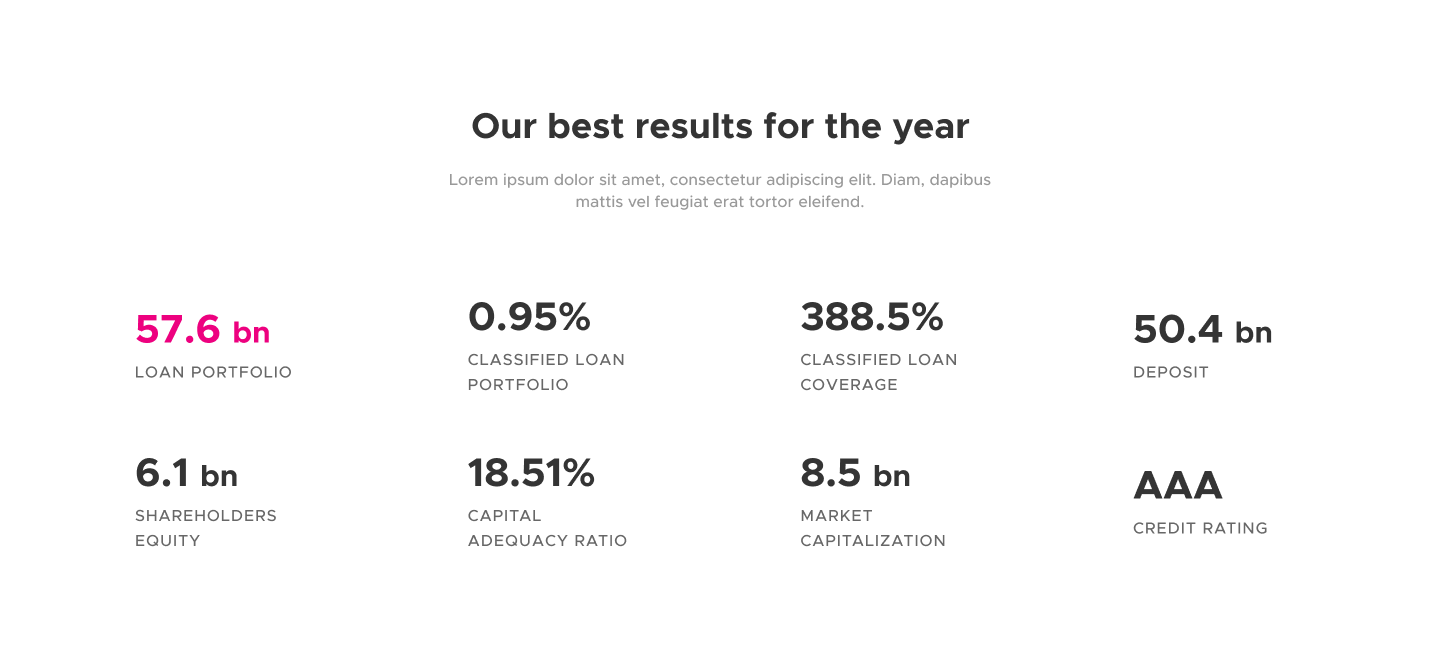 Our best results for the year
Lorem ipsum dolor sit amet, consectetur adipiscing elit. Diam, dapibus
mattis vel feugiat erat tortor eleifend.
57.6 bn
LOAN PORTFOLIO
0.95%
CLASSIFIED LOAN
PORTFOLIO
388.5%
CLASSIFIED LOAN
COVERAGE
50.4 bn
DEPOSIT
6.1 bn
SHAREHOLDERS
EQUITY
18.51%
CAPITAL
ADEQUACY RATIO
8.5 bn
MARKET
CAPITALIZATION
AAA
CREDIT RATING